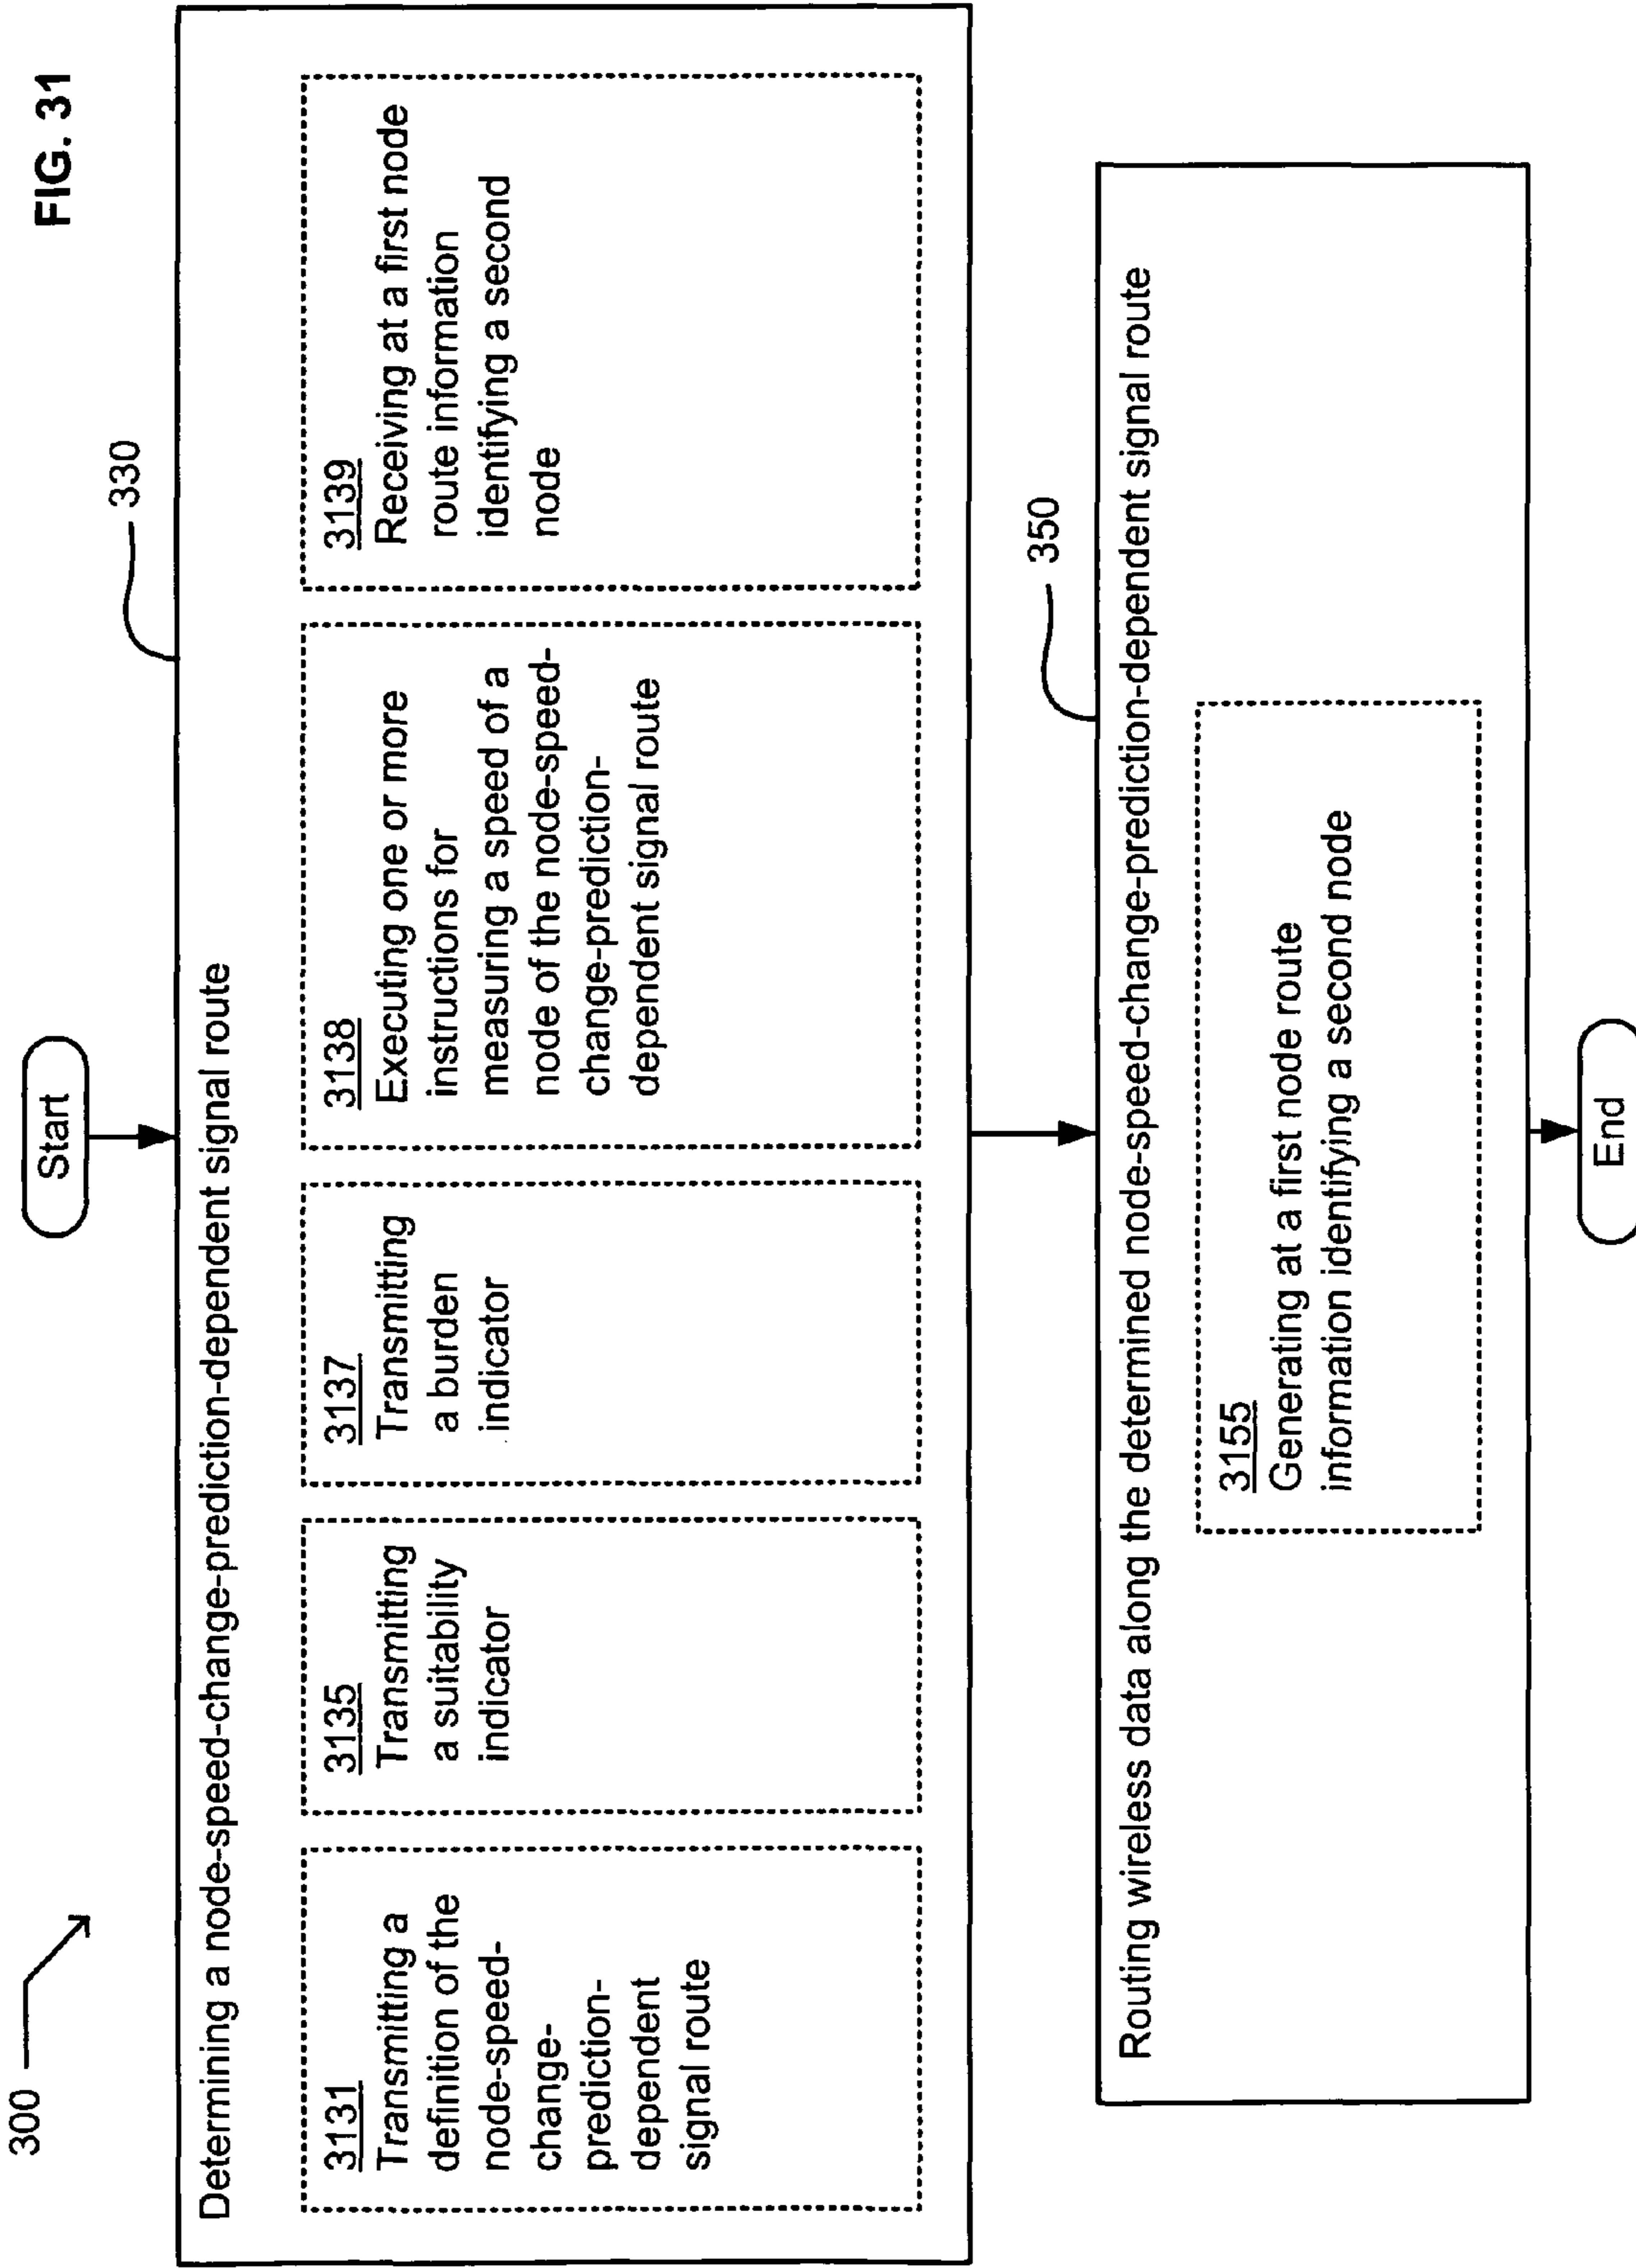 FIG. 31
300
Start
330
Determining a node-speed-change-prediction-dependent signal route
3131
Transmitting a
definition of the
node-speed-
change-
prediction-
dependent
signal route
3135
Transmitting
a suitability
indicator
3137
Transmitting
a burden
indicator
3138
Executing one or more
instructions for
measuring a speed of a
node of the node-speed-
change-prediction-
dependent signal route
3139
Receiving at a first node
route information
identifying a second
node
350
Routing wireless data along the determined node-speed-change-prediction-dependent signal route
3155
Generating at a first node route
information identifying a second node
End